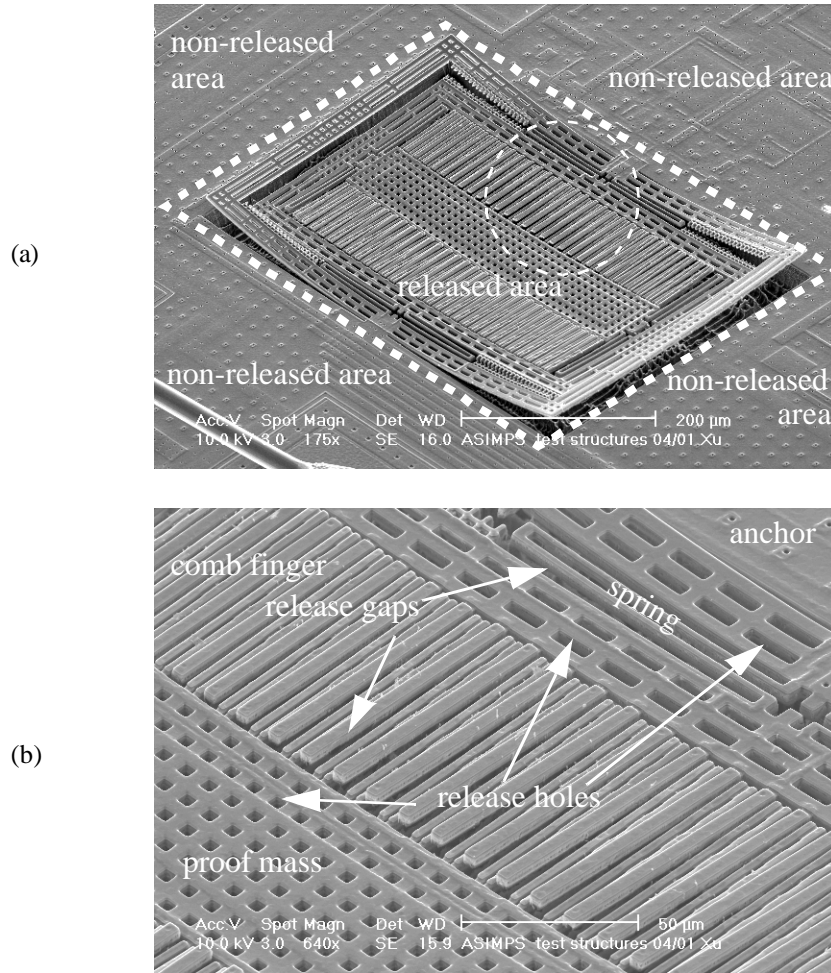 non-released
area
non-released area
(a)
released area
non-released area
non-released
area
Acc.V Spot Magn Det WD 200 µm
10.0 kV 3.0 175x SE 16.0 ASIMPS test structures 04/01 Xu
anchor
comb finger
release gaps
spring
(b)
release holes
proof mass
Acc.V Spot Magn Det WD 50 µm
10.0 kV 3.0 640x SE 15.9 ASIMPS test structures 04/01 Xu